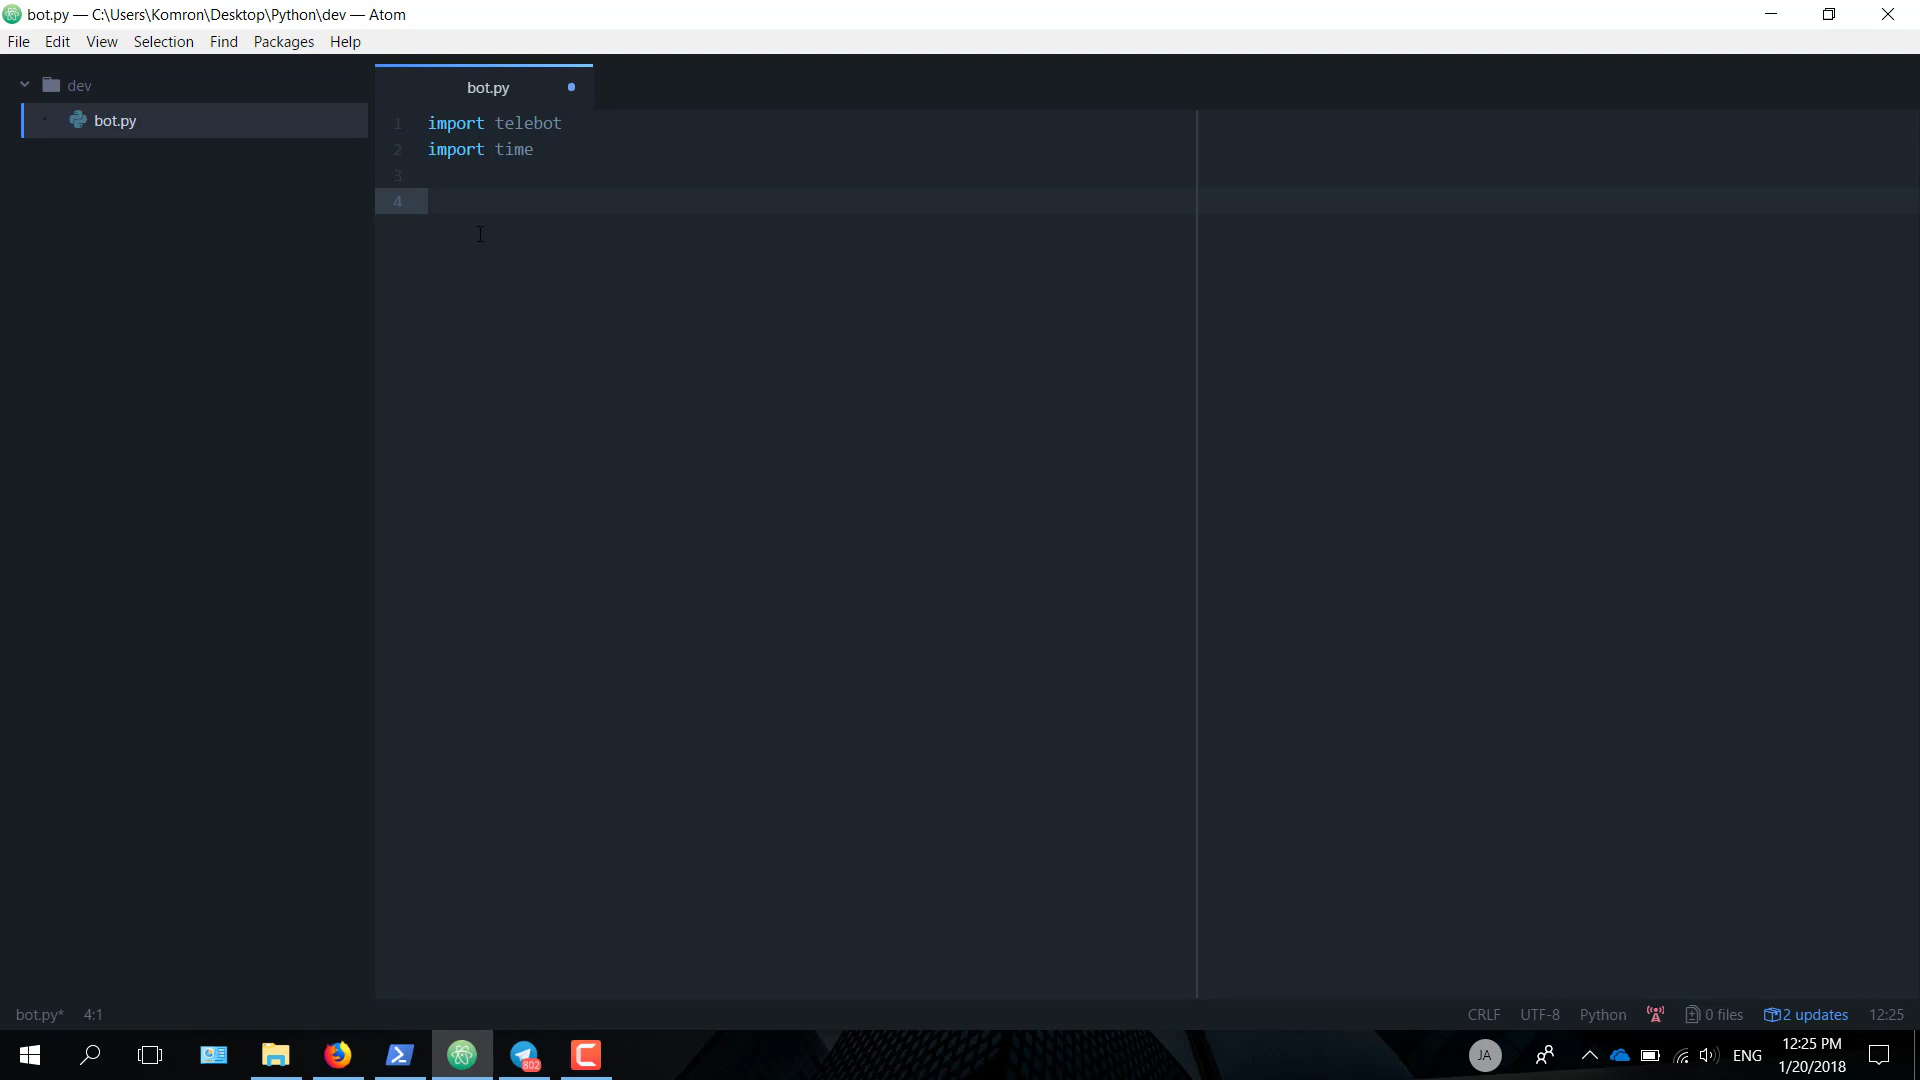 bot.py — C:\Users\Komron\Desktop\Python\dev — Atom
File Edit View Selection Find Packages Help
dev
bot.py
bot.py
1 import telebot
2 import time
3
4
bot.py* 4:1
CRLF UTF-8 Python 0 files 2 updates 12:25
802
JA
ENG
12:25 PM
1/20/2018